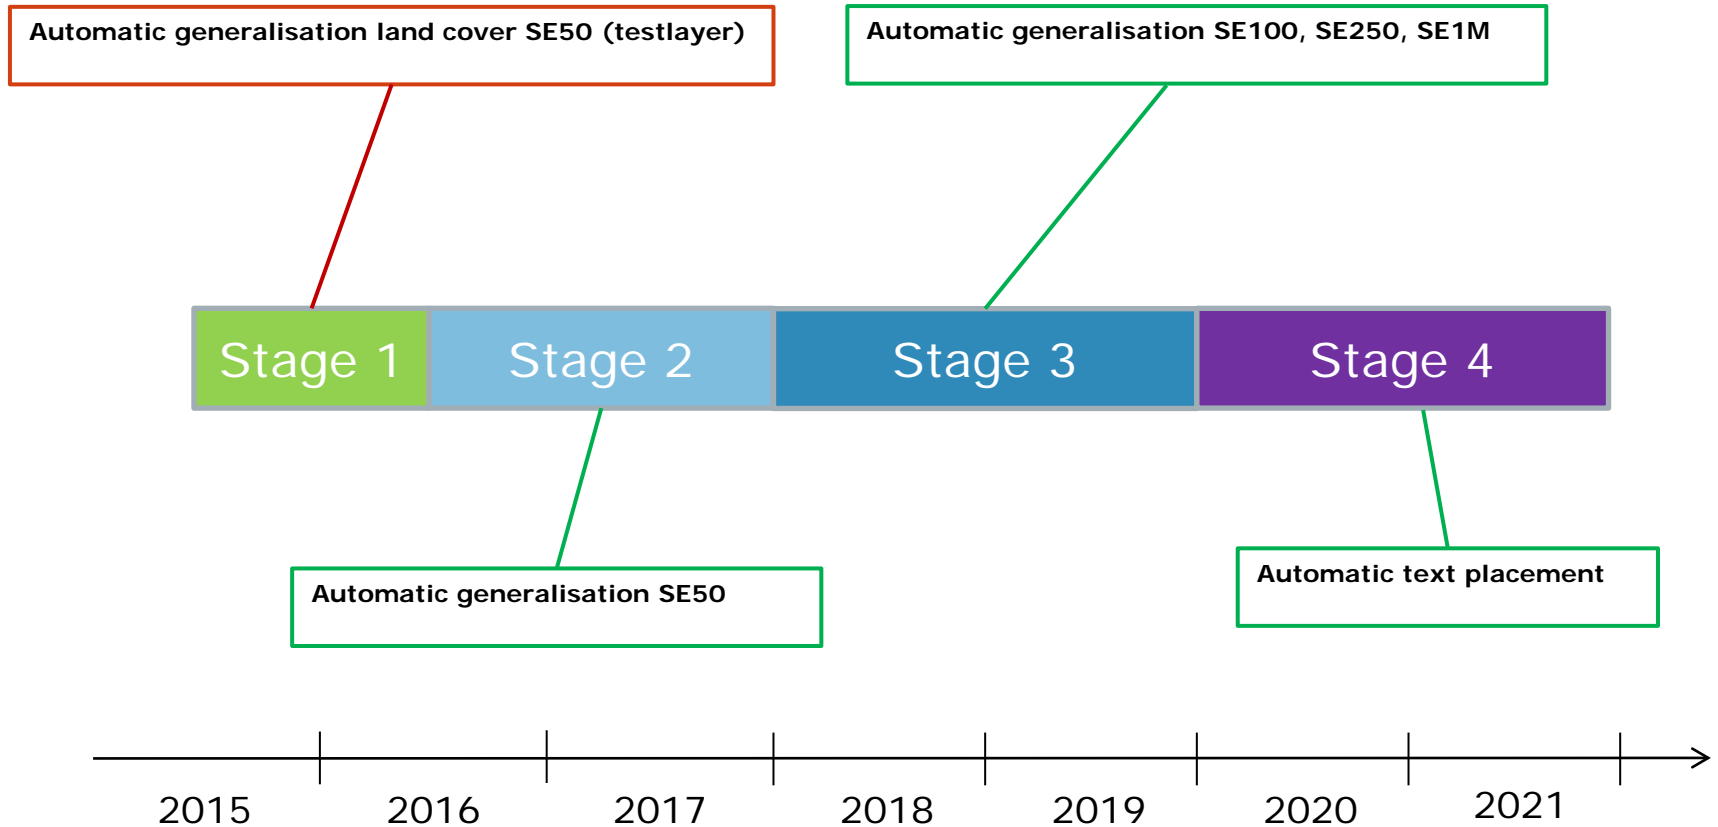 Automatic generalisation land cover SE50 (testlayer)
Automatic generalisation SE100, SE250, SE1M
Stage 1
Stage 2
Stage 3
Stage 4
Automatic generalisation SE50
Automatic text placement
2015
2016
2017
2018
2019
2020
2021